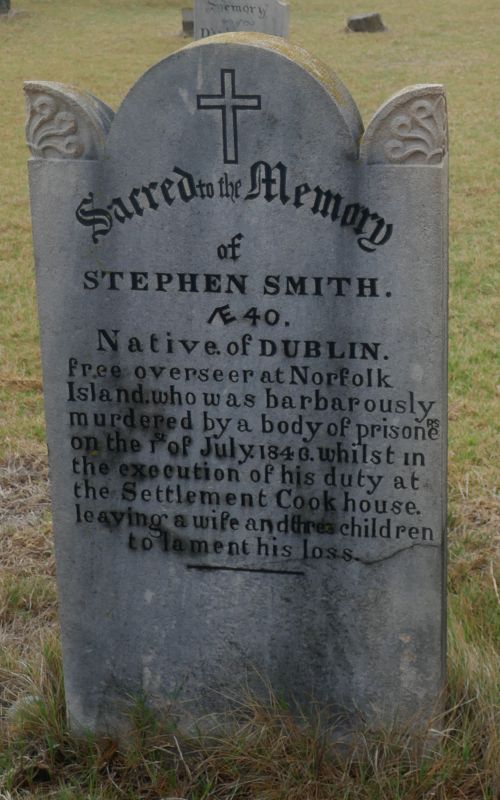 Memory
Sacred to the Memory
of
STEPHEN SMITH.
Æ 40.
Native. of DUBLIN.
free overseer at Norfolk
Island. who was barbarously
murdered by a body of prisoners
on the 1st of July. 1846. whilst in
the execution of his duty at
the Settlement Cook house.
leaving a wife and three children
to lament his loss.